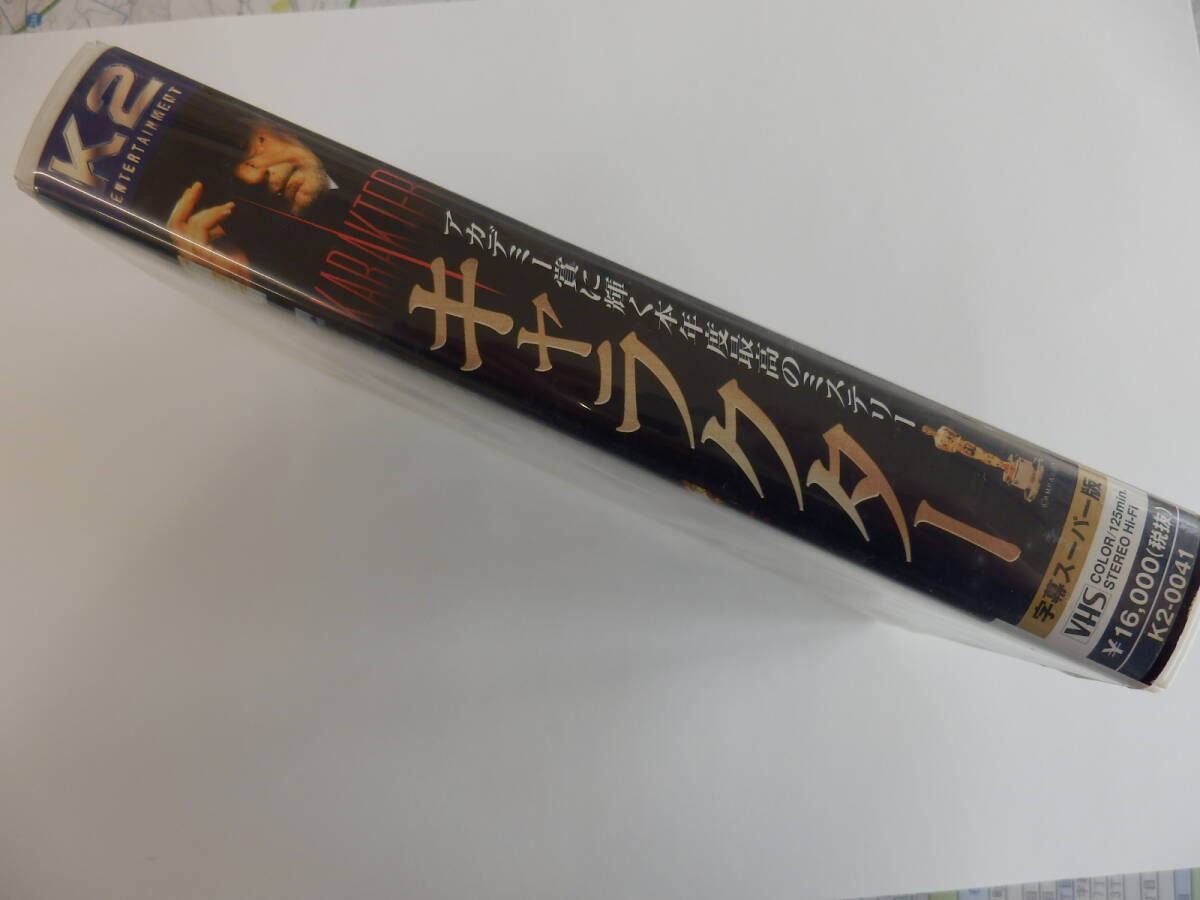 K2
ENTERTAINMENT
KARAKTER
アカデミー賞に輝く本年度最高のミステリー
キャラクター
字幕スーパー版
VHS
COLOR/125min.
STEREO Hi-Fi
¥16,000(税抜)
K2-0041